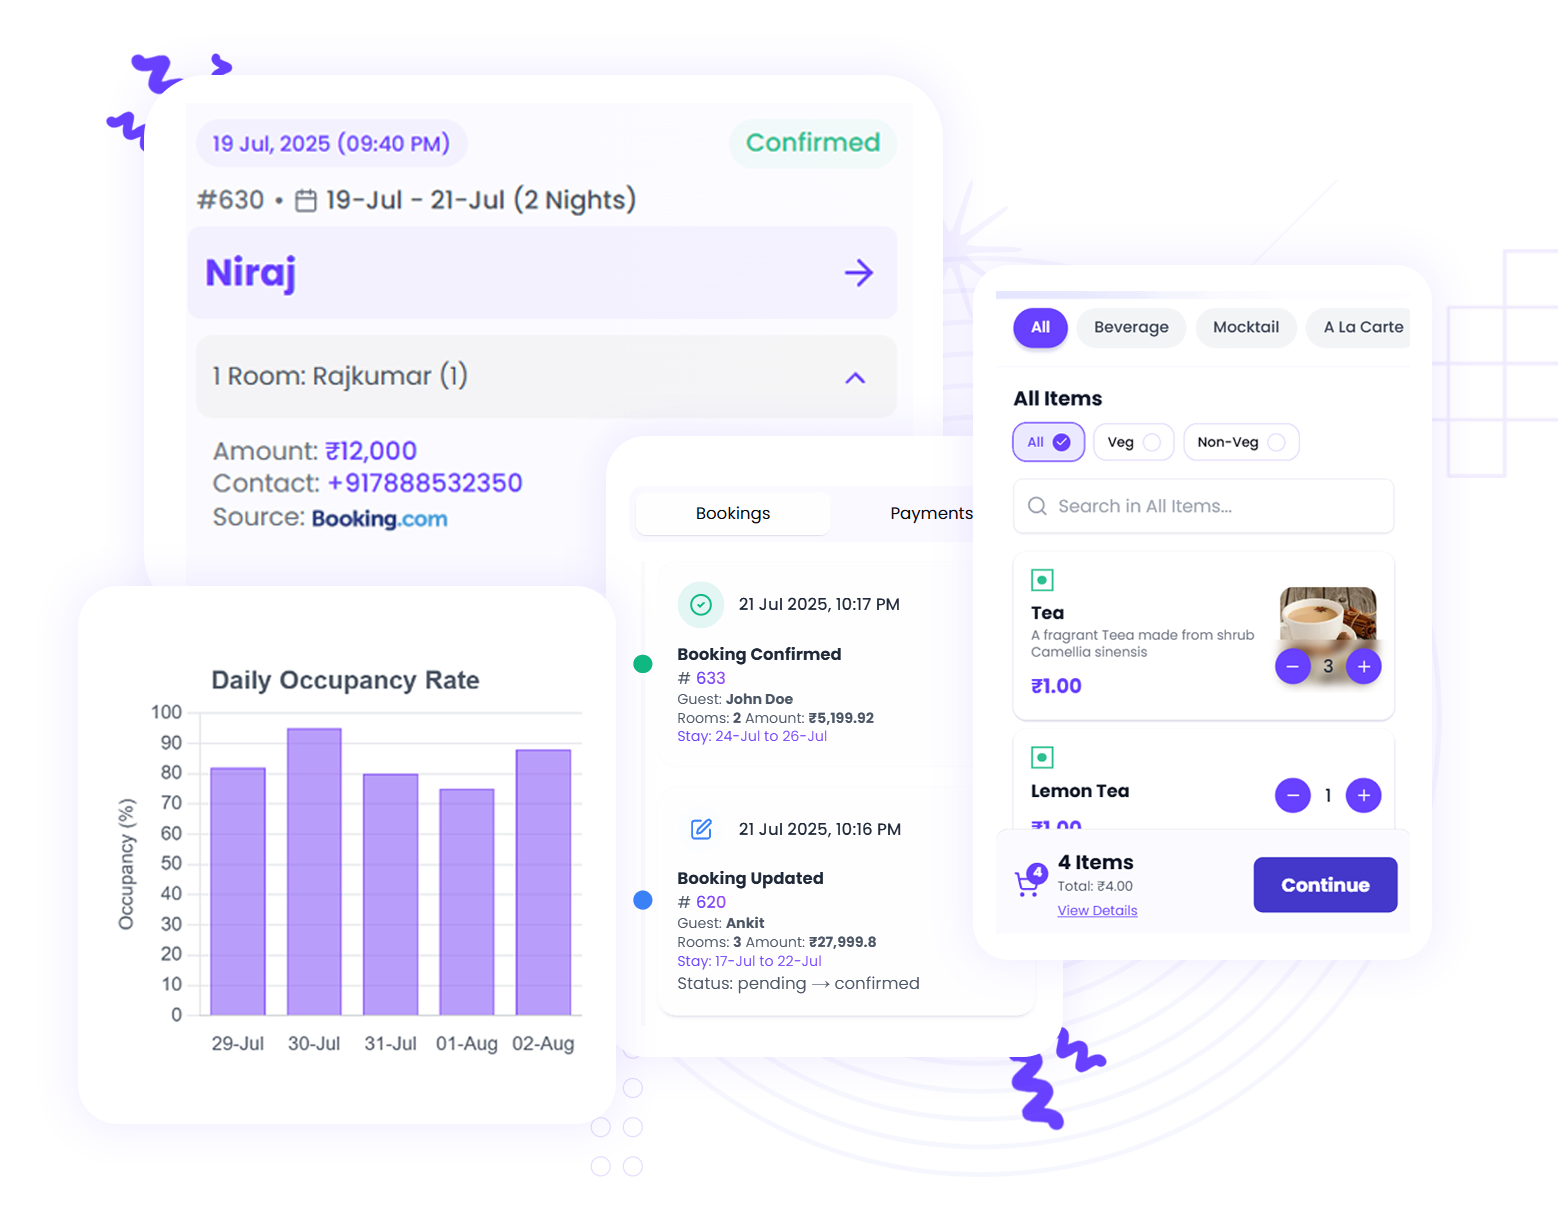 19 Jul, 2025 (09:40 PM)
Confirmed
#630 • 19-Jul - 21-Jul (2 Nights)
Niraj
1 Room: Rajkumar (1)
Amount: ₹12,000
Contact: +917888532350
Source: Booking.com
Daily Occupancy Rate
Occupancy (%)
100
90
80
70
60
50
40
30
20
10
0
29-Jul 30-Jul 31-Jul 01-Aug 02-Aug
Bookings Payments
21 Jul 2025, 10:17 PM
Booking Confirmed
# 633
Guest: John Doe
Rooms: 2 Amount: ₹5,199.92
Stay: 24-Jul to 26-Jul
21 Jul 2025, 10:16 PM
Booking Updated
# 620
Guest: Ankit
Rooms: 3 Amount: ₹27,999.8
Stay: 17-Jul to 22-Jul
Status: pending → confirmed
All Beverage Mocktail A La Carte
All Items
All Veg Non-Veg
Search in All Items...
Tea
A fragrant Teea made from shrub
Camellia sinensis
₹1.00
− 3 +
Lemon Tea
− 1 +
₹1.00
4
4 Items
Total: ₹4.00
View Details
Continue